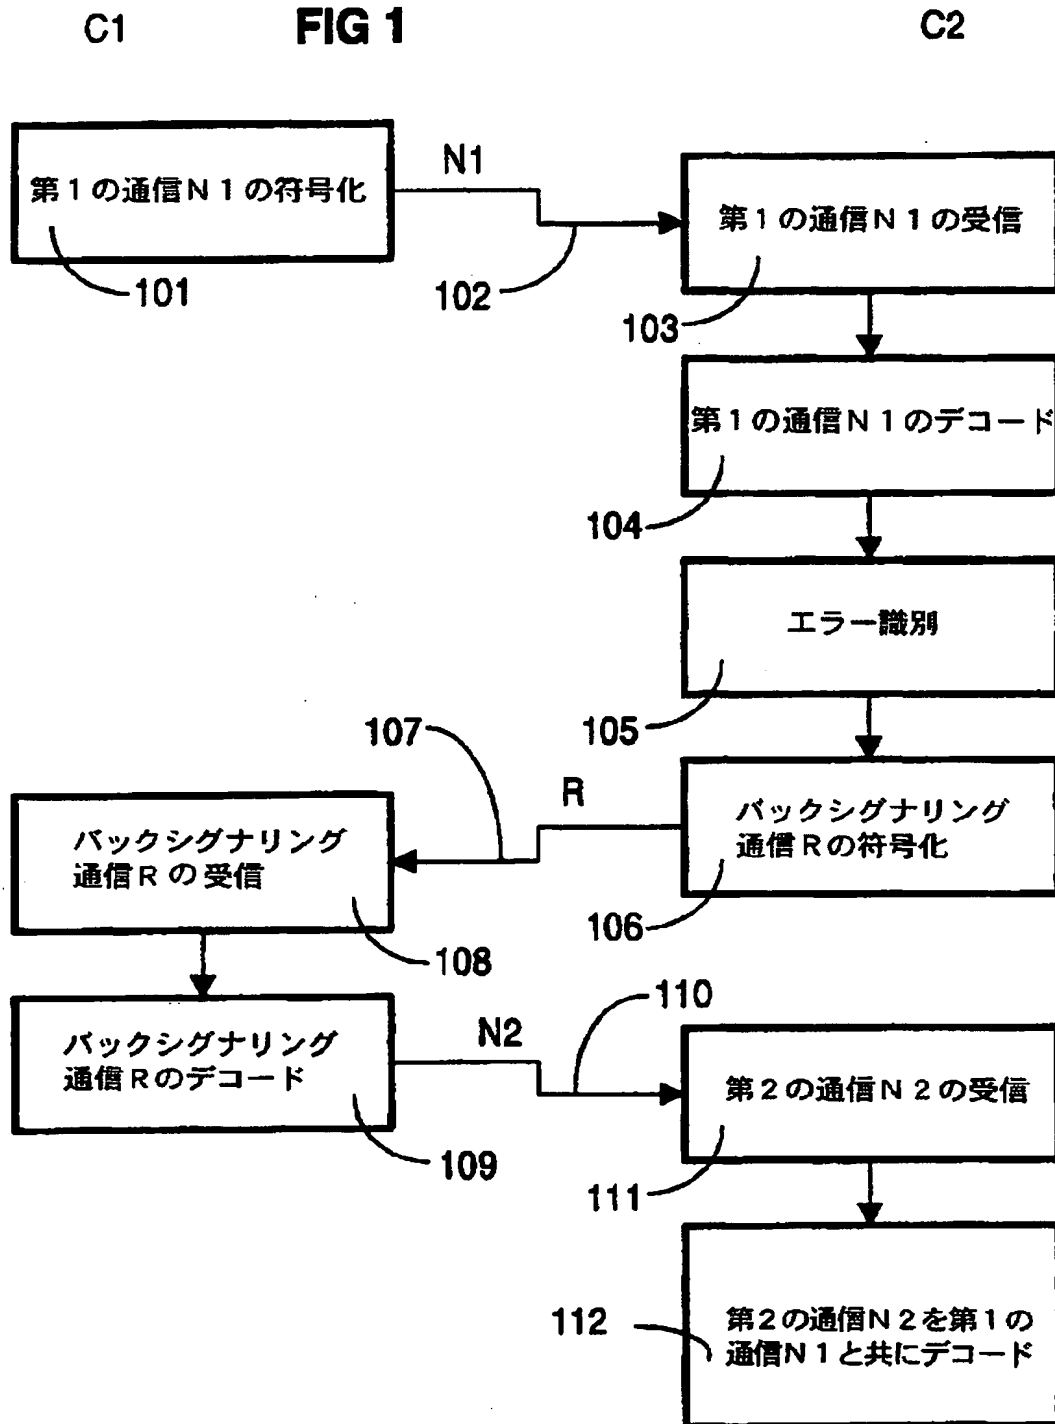 C1
FIG 1
C2
第1の通信N1の符号化
N1
第1の通信N1の受信
101
102
103
第1の通信N1のデコード
104
エラー識別
105
107
R
バックシグナリング
通信Rの符号化
バックシグナリング
通信Rの受信
106
108
110
バックシグナリング
通信Rのデコード
N2
第2の通信N2の受信
109
111
112
第2の通信N2を第1の
通信N1と共にデコード